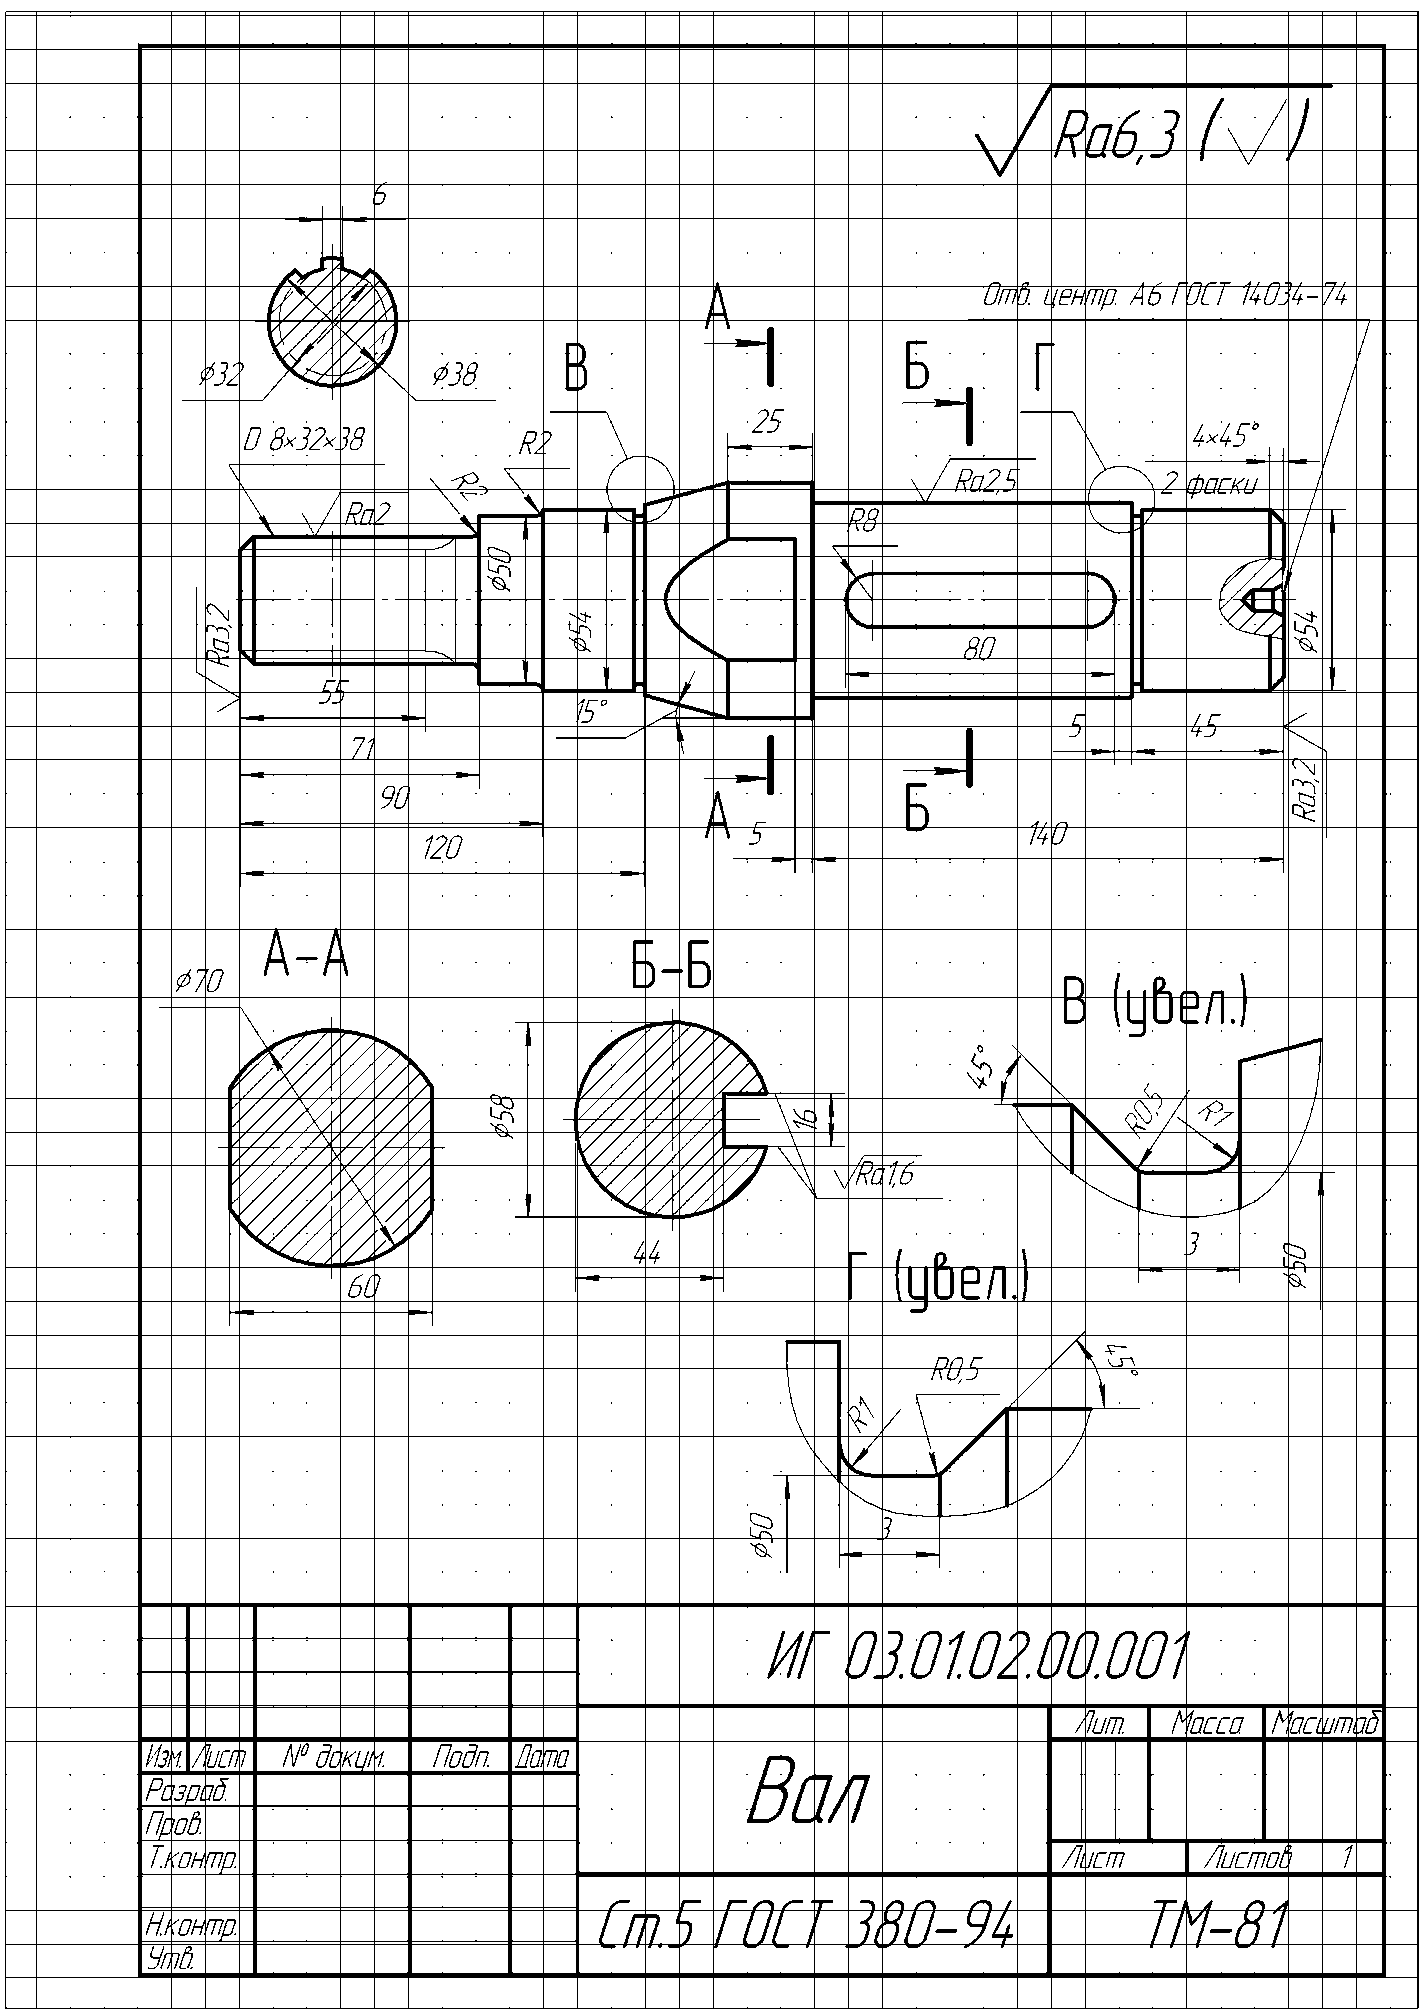 Ra6,3 (√)
6
Отв. центр. А6 ГОСТ 14034-74
А
Б
Г
В
ϕ32
ϕ38
25
D 8×32×38
R2
4×45°
2 фаски
R2
Ra2
Ra2,5
R8
ϕ50
ϕ54
ϕ54
Ra3,2
80
55
15°
5
45
71
90
Ra3,2
А
Б
120
5
140
А-А
Б-Б
В (увел.)
ϕ70
45°
R0,5
R1
ϕ58
16
Ra1,6
44
60
3
ϕ50
Г (увел.)
R0,5
45°
R1
ϕ50
3
ИГ 03.01.02.00.001
Лит. Масса Масштаб
Изм. Лист № докум. Подп. Дата
Разраб.
Пров.
Т.контр.
Вал
Лист Листов 1
Н.контр.
Утв.
Ст.5 ГОСТ 380-94
ТМ-81